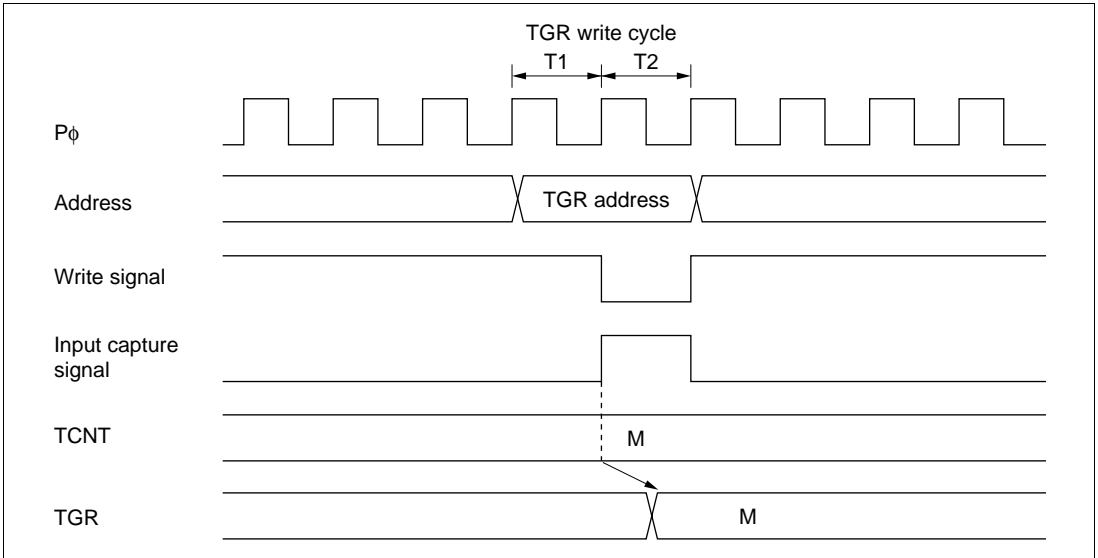 TGR write cycle
T1 T2
Pϕ
Address
TGR address
Write signal
Input capture
signal
TCNT
M
TGR
M